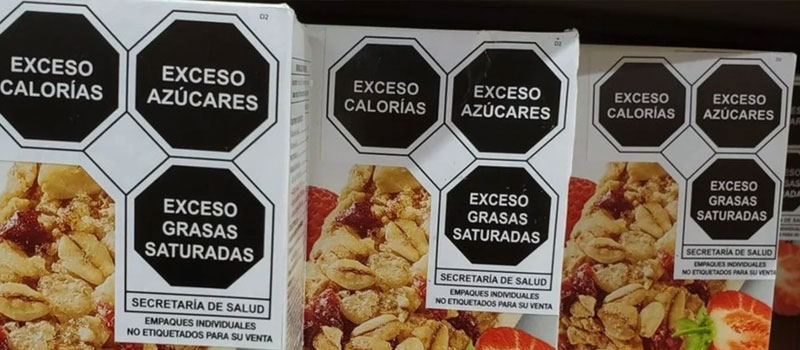 D2
EXCESO
CALORÍAS
EXCESO
AZÚCARES
EXCESO
GRASAS
SATURADAS
SECRETARÍA DE SALUD
EMPAQUES INDIVIDUALES
NO ETIQUETADOS PARA SU VENTA
D2
EXCESO
CALORÍAS
EXCESO
AZÚCARES
EXCESO
GRASAS
SATURADAS
SECRETARÍA DE SALUD
EMPAQUES INDIVIDUALES
NO ETIQUETADOS PARA SU VENTA
EXCESO
CALORÍAS
EXCESO
AZÚCARES
EXCESO
GRASAS
SATURADAS
SECRETARÍA DE SALUD
EMPAQUES INDIVIDUALES
NO ETIQUETADOS PARA SU VENTA